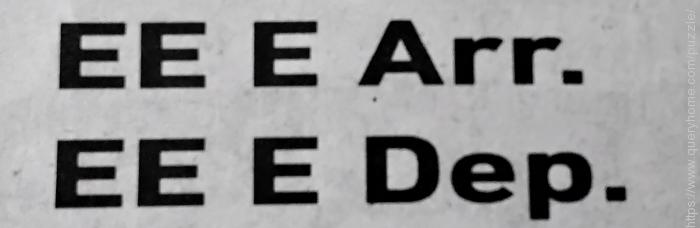 EE E Arr.
EE E Dep.
https://www.queryhome.com/puzzle/